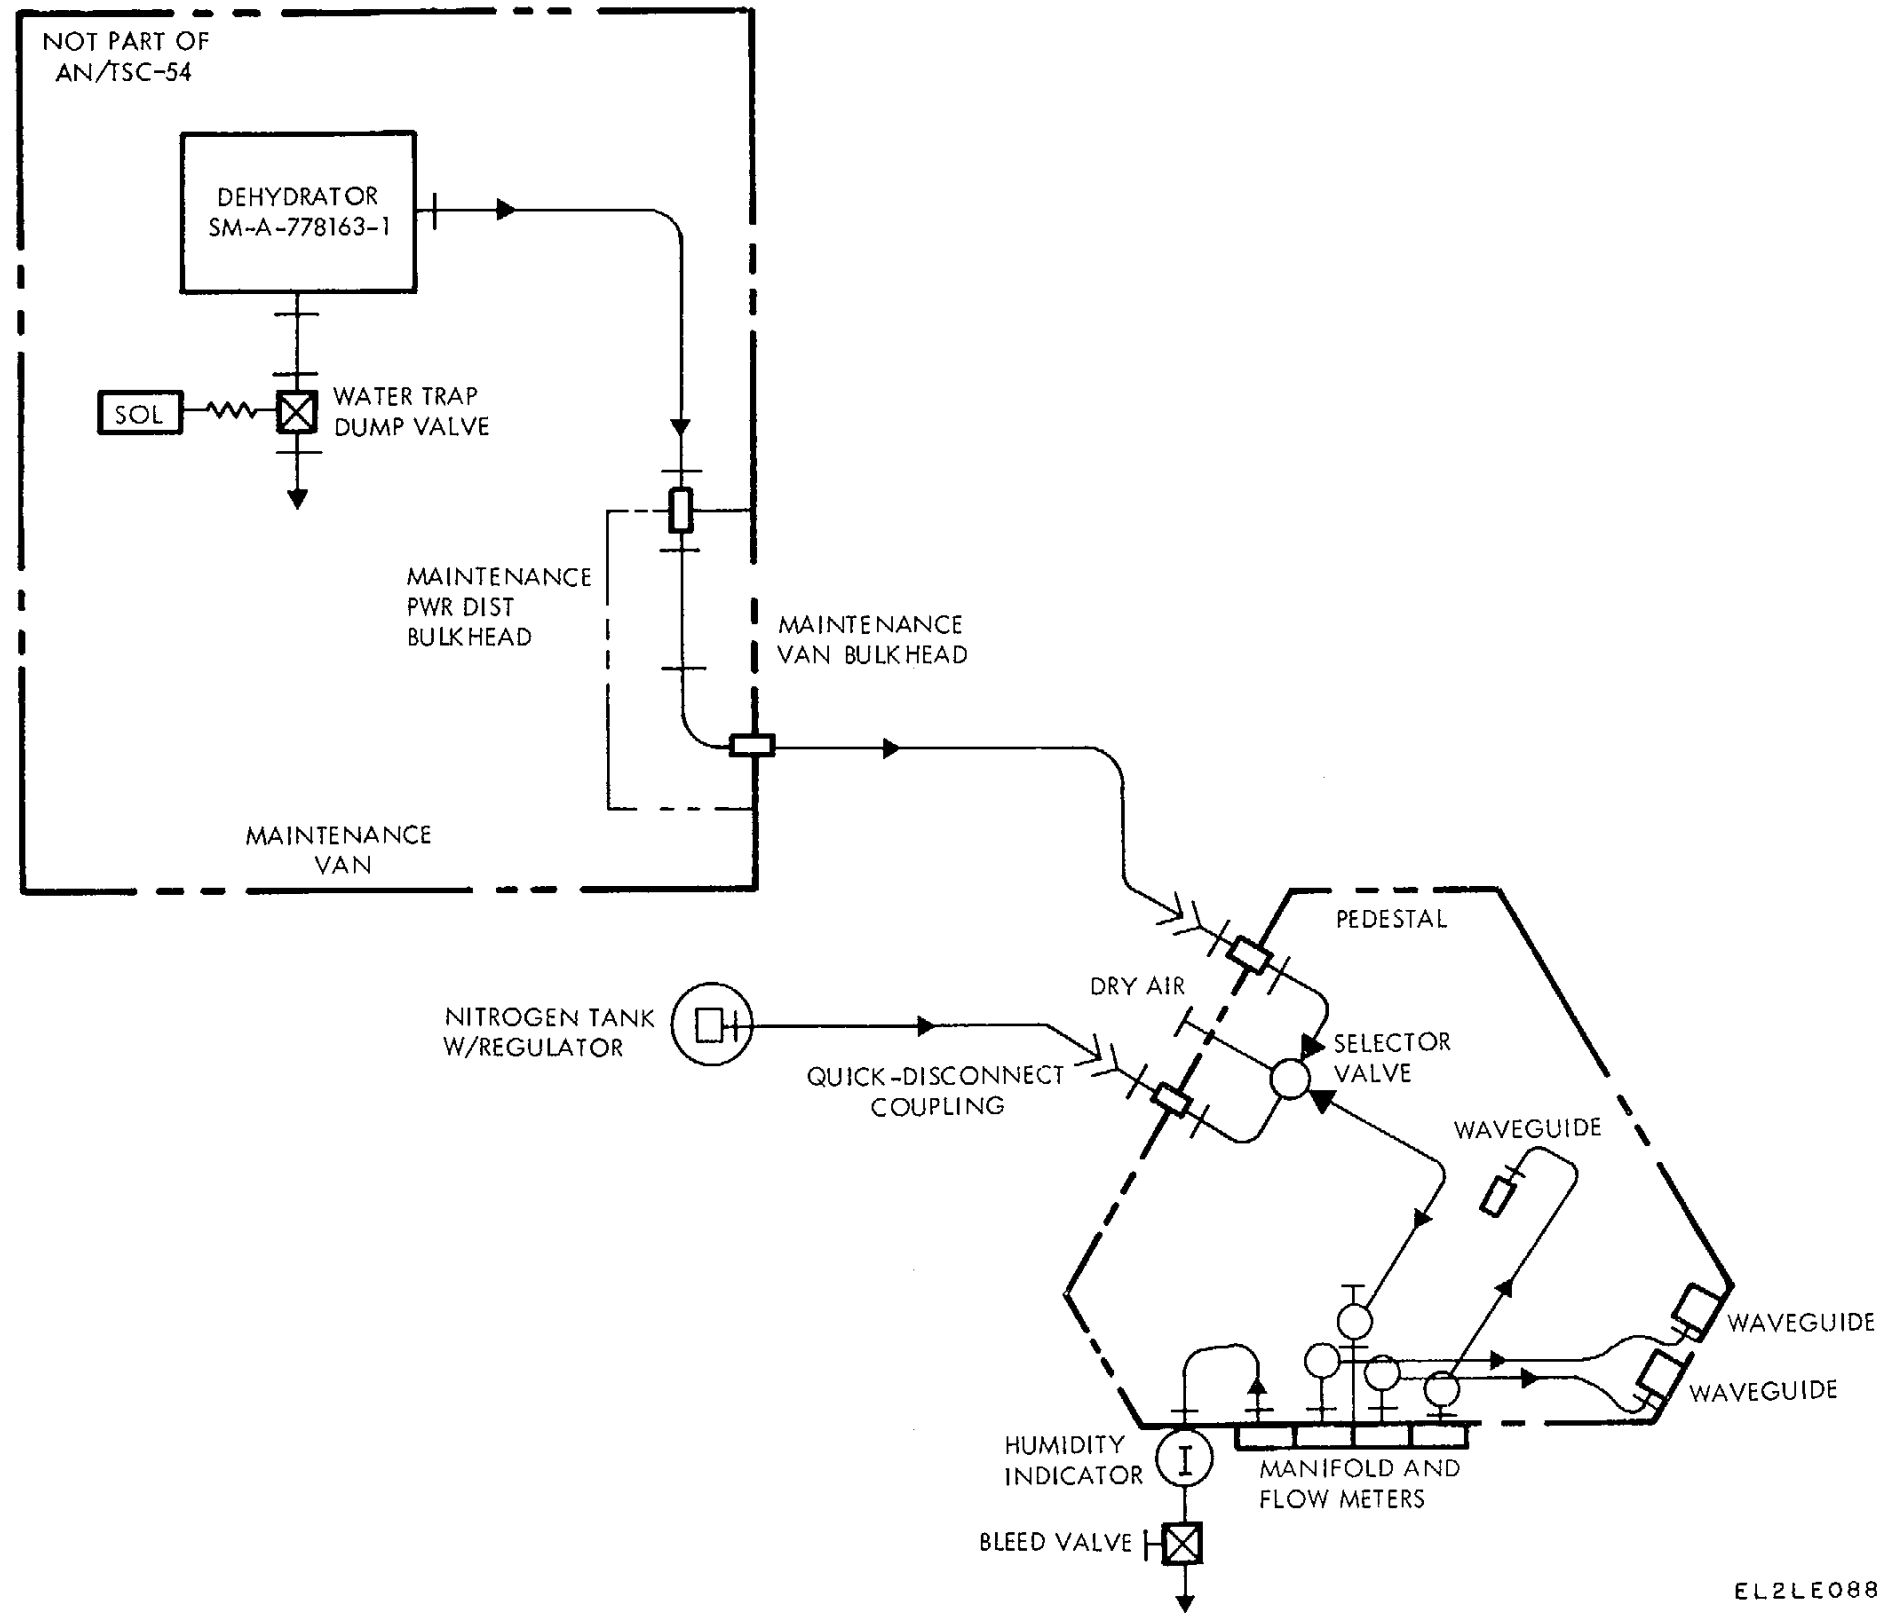 NOT PART OF
AN/TSC-54
DEHYDRATOR
SM-A-778163-1
SOL
WATER TRAP
DUMP VALVE
MAINTENANCE
PWR DIST
BULKHEAD
MAINTENANCE
VAN BULKHEAD
MAINTENANCE
VAN
PEDESTAL
DRY AIR
NITROGEN TANK
W/REGULATOR
SELECTOR
VALVE
QUICK-DISCONNECT
COUPLING
WAVEGUIDE
WAVEGUIDE
WAVEGUIDE
HUMIDITY
INDICATOR
I
MANIFOLD AND
FLOW METERS
BLEED VALVE
EL2LE088